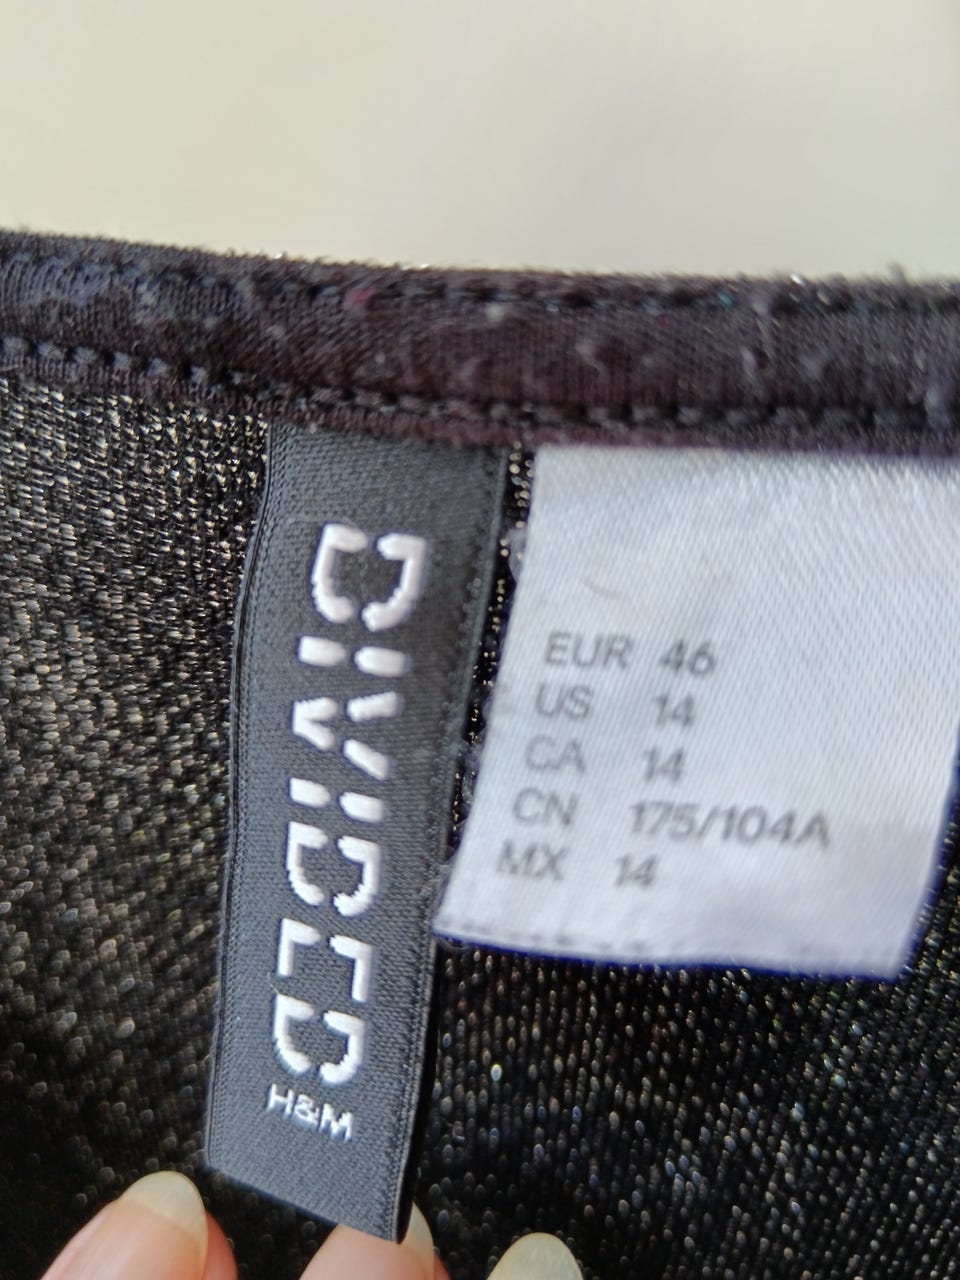 DIVIDED
H&M
EUR 46
US 14
CA 14
CN 175/104A
MX 14